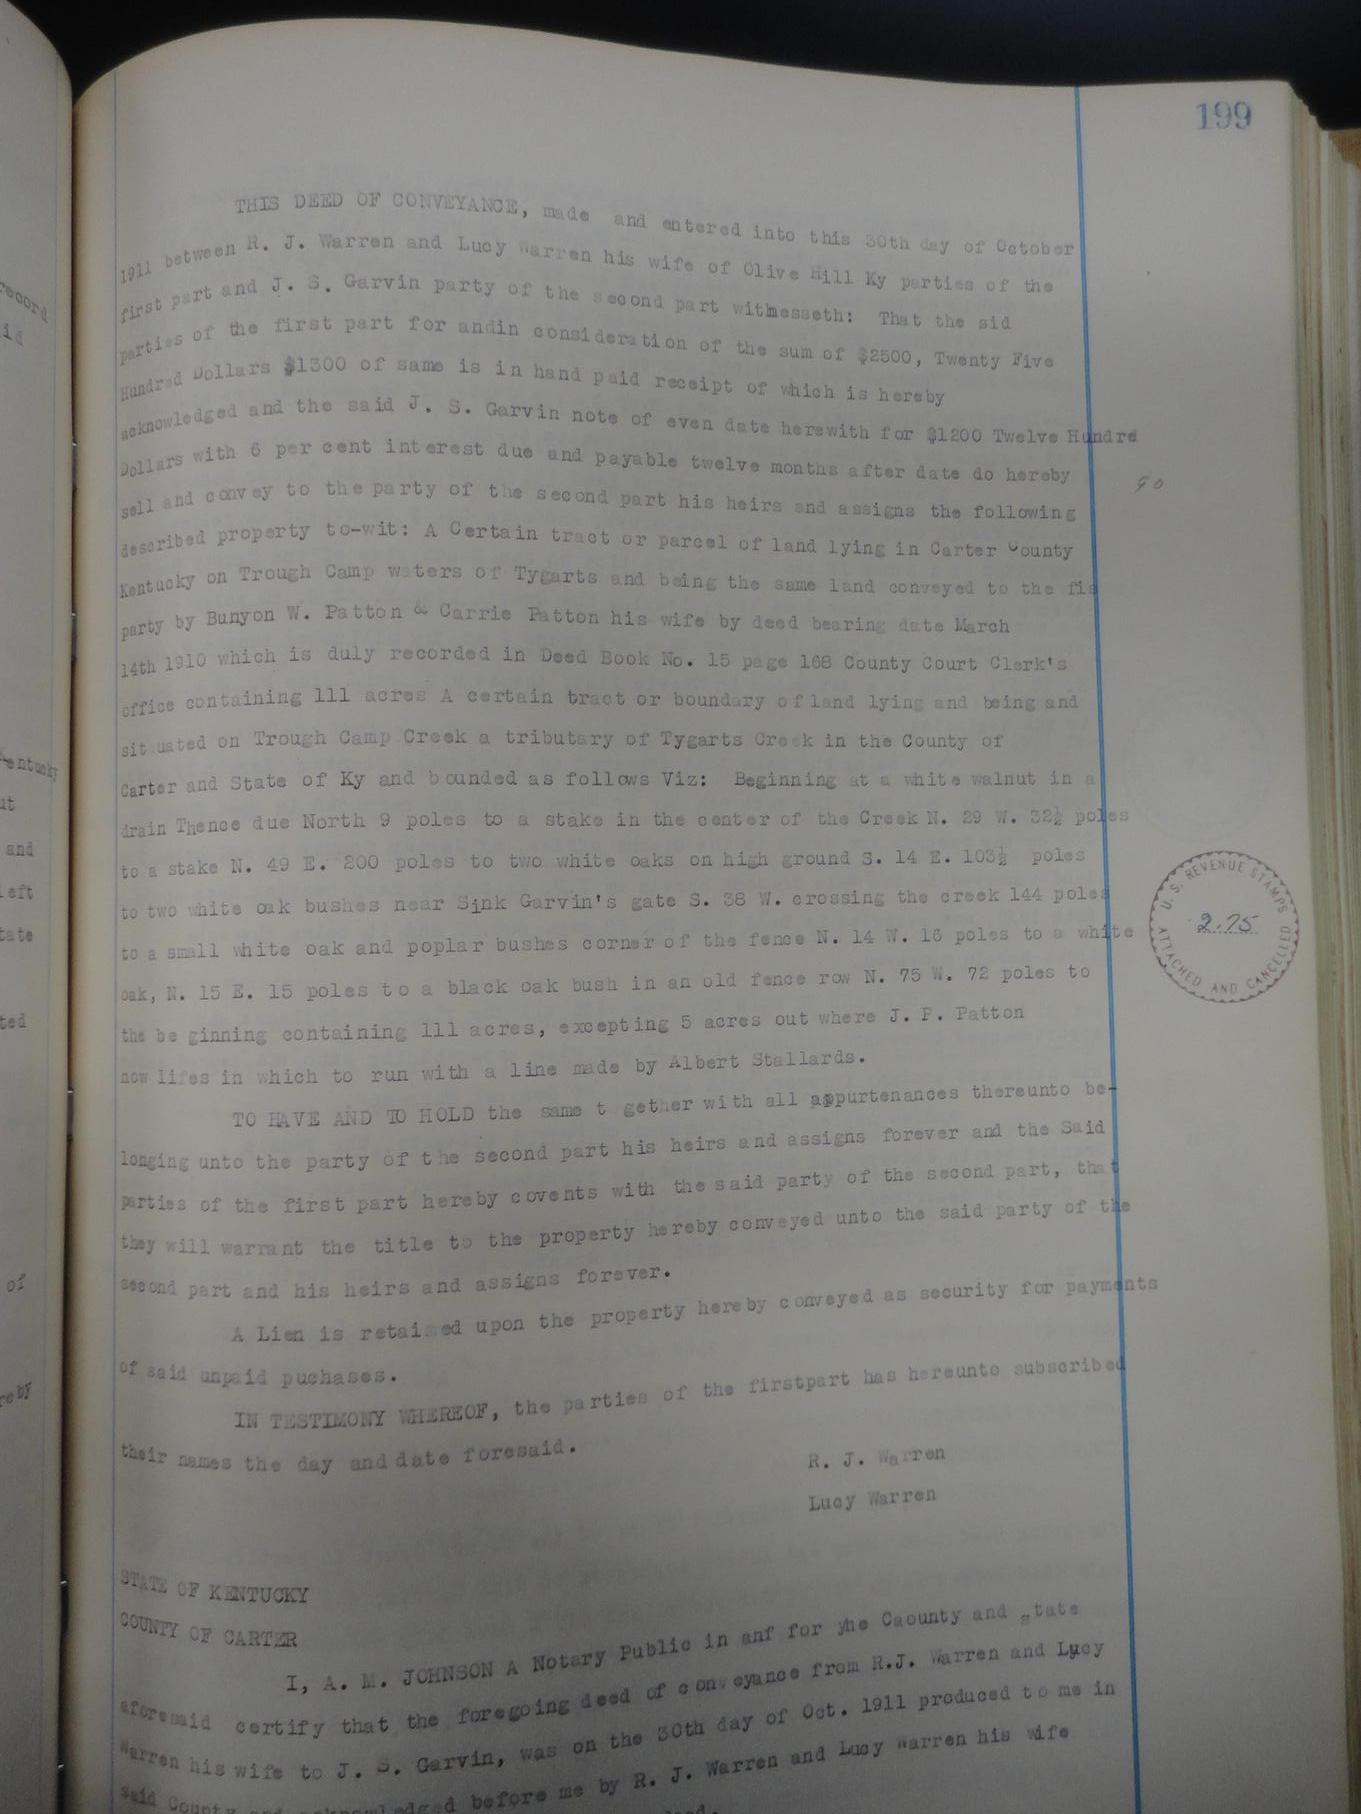 199
THIS DEED OF CONVEYANCE, made and entered into this 30th day of October
1911 between R. J. Warren and Lucy Warren his wife of Olive Hill Ky parties of the
first part and J. S. Garvin party of the second part witnesseth: That the sid
parties of the first part for andin consideration of the sum of $2500, Twenty Five
Hundred Dollars $1300 of same is in hand paid receipt of which is hereby
acknowledged and the said J. S. Garvin note of even date herewith for $1200 Twelve Hundrd
Dollars with 6 per cent interest due and payable twelve months after date do hereby
sell and convey to the party of the second part his heirs and assigns the following
described property to-wit: A Certain tract or parcel of land lying in Carter County
Kentucky on Trough Camp waters of Tygarts and being the same land conveyed to the fis
party by Bunyon W. Patton & Carrie Patton his wife by deed bearing date March
14th 1910 which is duly recorded in Deed Book No. 15 page 168 County Court Clerk's
office containing 111 acres A certain tract or boundary of land lying and being and
sit uated on Trough Camp Creek a tributary of Tygarts Creek in the County of
Carter and State of Ky and bounded as follows Viz: Beginning at a white walnut in a
drain Thence due North 9 poles to a stake in the center of the Creek N. 29 W. 32½ poles
to a stake N. 49 E. 200 poles to two white oaks on high ground S. 14 E. 103½ poles
to two white oak bushes near Sink Garvin's gate S. 38 W. crossing the creek 144 poles
to a small white oak and poplar bushes corner of the fence N. 14 W. 16 poles to a white
oak, N. 15 E. 15 poles to a black oak bush in an old fence row N. 75 W. 72 poles to
the be ginning containing 111 acres, excepting 5 acres out where J. P. Patton
now lifes in which to run with a line made by Albert Stallards.
TO HAVE AND TO HOLD the same t gether with all appurtenances thereunto be-
longing unto the party of the second part his heirs and assigns forever and the Said
parties of the first part hereby covents with the said party of the second part, that
they will warrant the title to the property hereby conveyed unto the said party of the
second part and his heirs and assigns forever.
A Lien is retained upon the property hereby conveyed as security for payments
of said unpaid puchases.
IN TESTIMONY WHEREOF, the parties of the firstpart has hereunto subscribed
their names the day and date foresaid.
R. J. Warren
Lucy Warren
STATE OF KENTUCKY
COUNTY OF CARTER
I, A. M. JOHNSON A Notary Public in anf for yhe Caounty and state
aforesaid certify that the foregoing deed of conveyance from R.J. Warren and Lucy
Warren his wife to J. S. Garvin, was on the 30th day of Oct. 1911 produced to me in
said County and acknowledged before me by R. J. Warren and Lucy Warren his wife
U. S. REVENUE STAMPS
2.75
ATTACHED AND CANCELLED
record
id
Kentucky
ut
and
left
tate
ted
of
reby